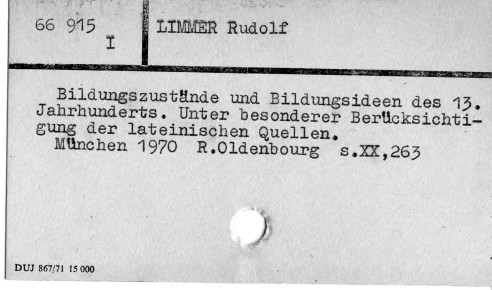 66 915
I
LIMMER Rudolf
Bildungszustände und Bildungsideen des 13.
Jahrhunderts. Unter besonderer Berücksichti-
gung der lateinischen Quellen.
München 1970 R.Oldenbourg s.XX,263
DUJ 867/71 15 000